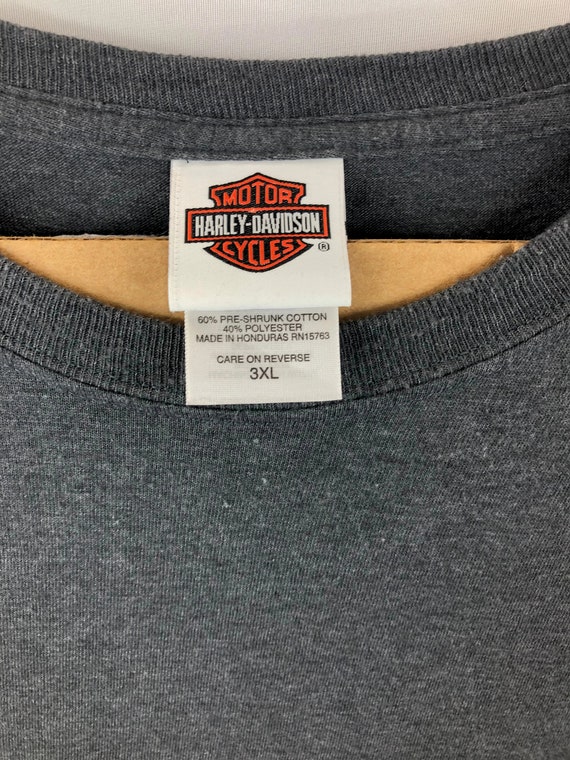 MOTOR
HARLEY-DAVIDSON
CYCLES
®
60% PRE-SHRUNK COTTON
40% POLYESTER
MADE IN HONDURAS RN15763
CARE ON REVERSE
3XL